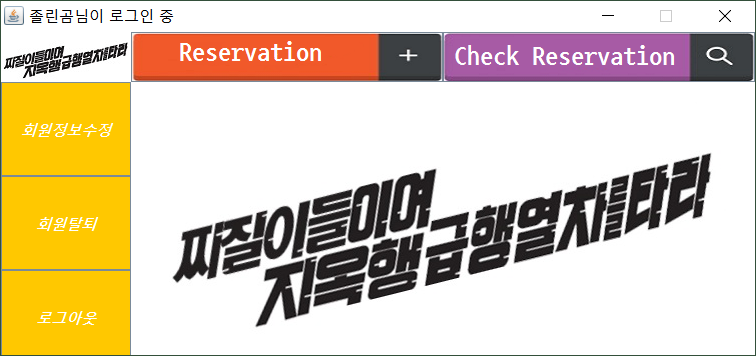 졸린곰님이 로그인 중
찌질이들이여
지옥행 급행열차를타라
Reservation
Check Reservation
회원정보수정
회원탈퇴
로그아웃
찌질이들이여
지옥행 급행열차를타라